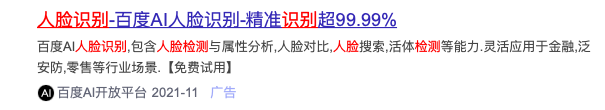 人脸识别-百度AI人脸识别-精准识别超99.99%
百度AI人脸识别,包含人脸检测与属性分析,人脸对比,人脸搜索,活体检测等能力.灵活应用于金融,泛
安防,零售等行业场景.【免费试用】
AI 百度AI开放平台 2021-11 广告